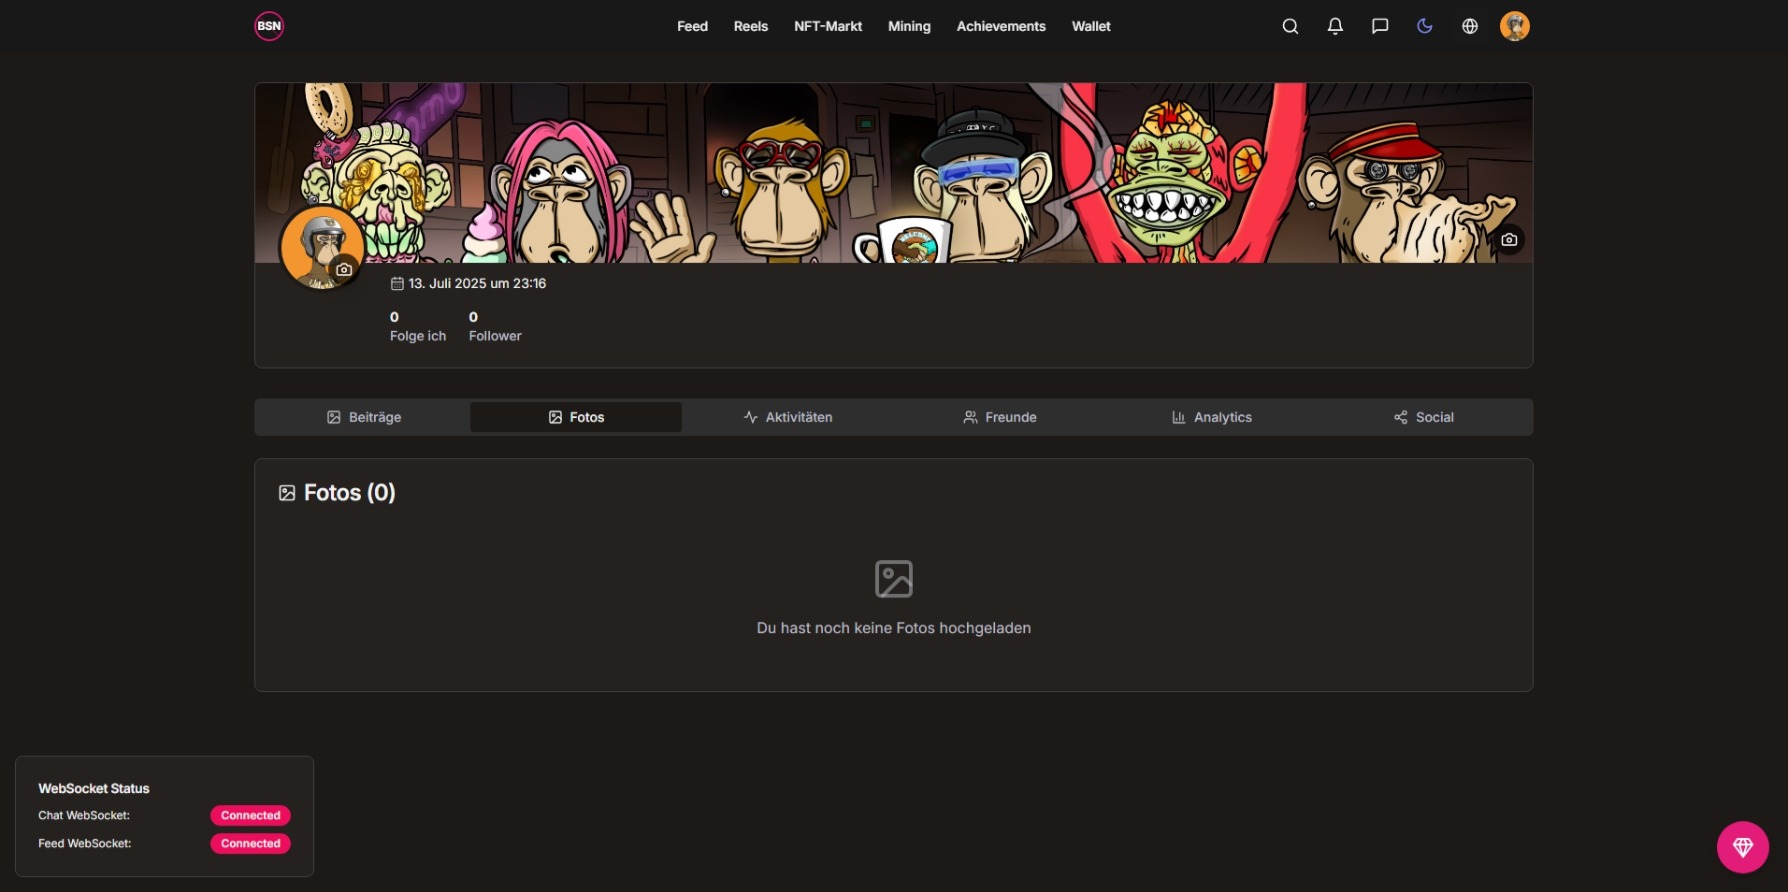 BSN Feed Reels NFT-Markt Mining Achievements Wallet
WELCOME
13. Juli 2025 um 23:16
0 0
Folge ich Follower
Beiträge Fotos Aktivitäten Freunde Analytics Social
Fotos (0)
Du hast noch keine Fotos hochgeladen
WebSocket Status
Chat WebSocket: Connected
Feed WebSocket: Connected